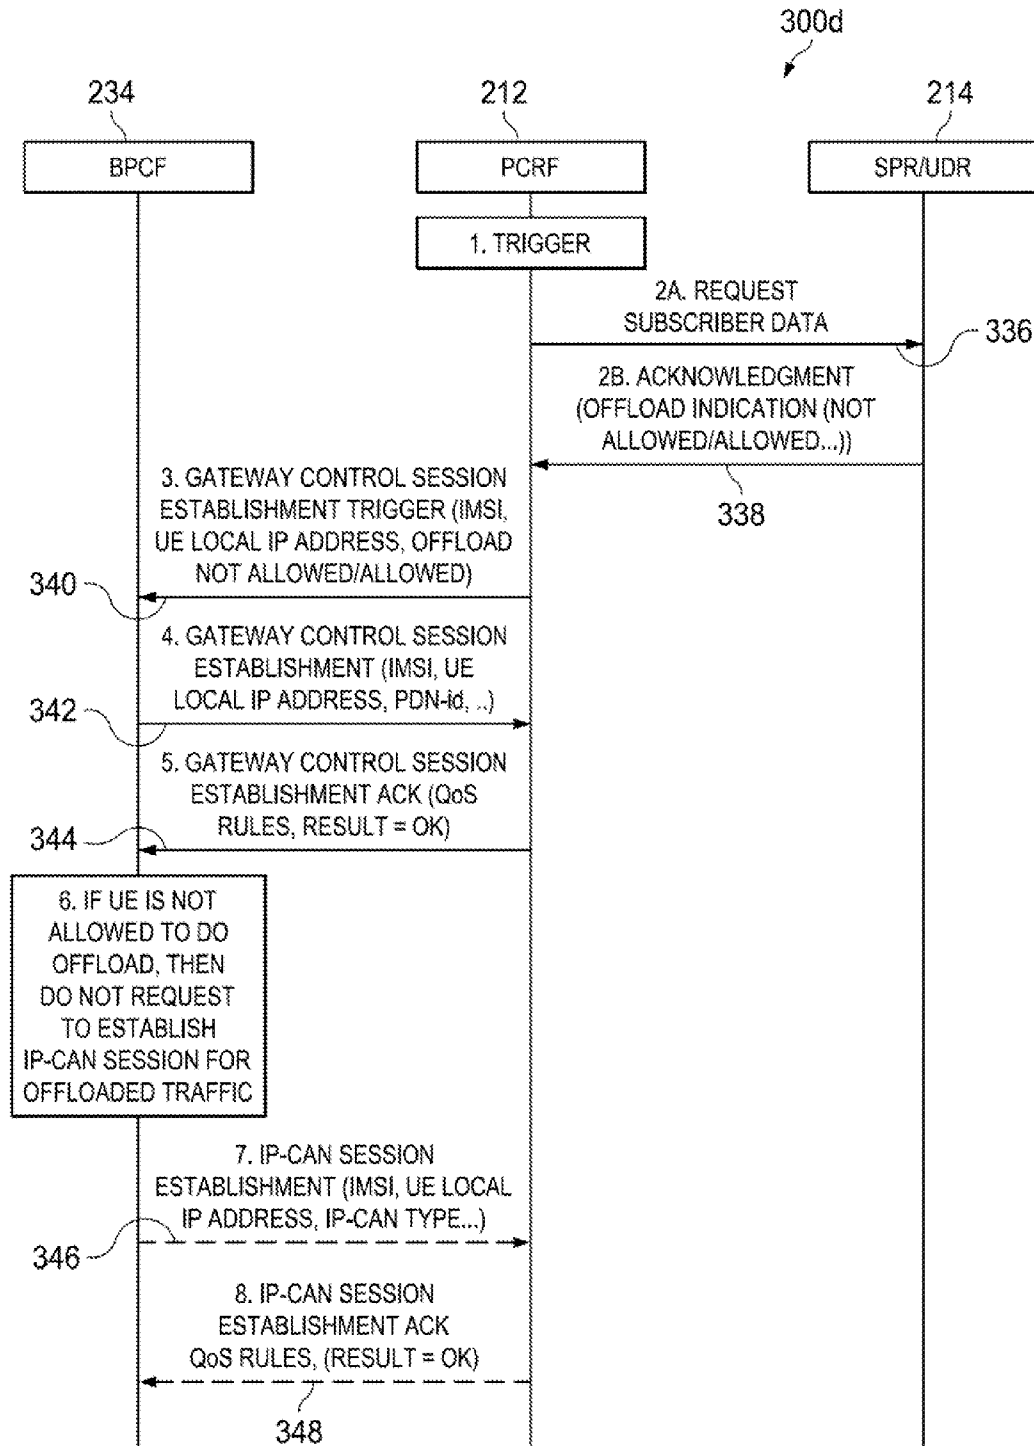 300d
234
212
214
BPCF
PCRF
SPR/UDR
1. TRIGGER
2A. REQUEST
SUBSCRIBER DATA
336
2B. ACKNOWLEDGMENT
(OFFLOAD INDICATION (NOT
ALLOWED/ALLOWED...))
338
3. GATEWAY CONTROL SESSION
ESTABLISHMENT TRIGGER (IMSI,
UE LOCAL IP ADDRESS, OFFLOAD
NOT ALLOWED/ALLOWED)
340
4. GATEWAY CONTROL SESSION
ESTABLISHMENT (IMSI, UE
LOCAL IP ADDRESS, PDN-id, ..)
342
5. GATEWAY CONTROL SESSION
ESTABLISHMENT ACK (QoS
RULES, RESULT = OK)
344
6. IF UE IS NOT
ALLOWED TO DO
OFFLOAD, THEN
DO NOT REQUEST
TO ESTABLISH
IP-CAN SESSION FOR
OFFLOADED TRAFFIC
7. IP-CAN SESSION
ESTABLISHMENT (IMSI, UE LOCAL
IP ADDRESS, IP-CAN TYPE...)
346
8. IP-CAN SESSION
ESTABLISHMENT ACK
QoS RULES, (RESULT = OK)
348